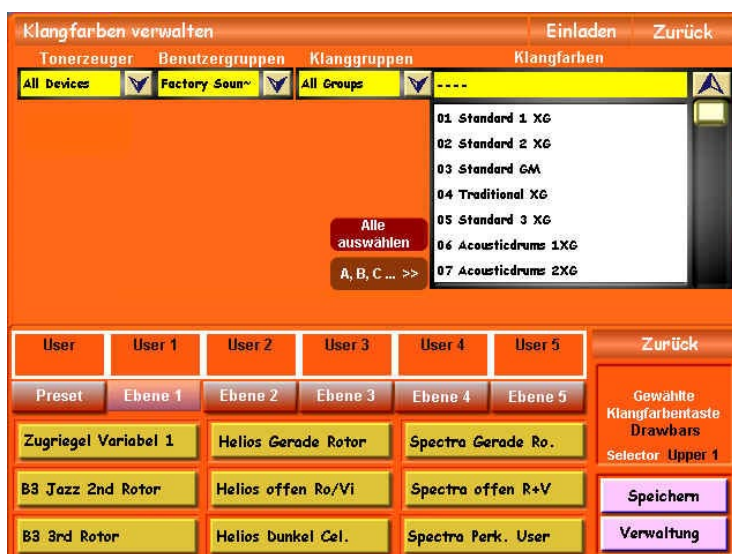 Klangfarben verwalten Einladen Zurück
Tonerzeuger Benutzergruppen Klanggruppen Klangfarben
All Devices Factory Soun~ All Groups ----
01 Standard 1 XG
02 Standard 2 XG
03 Standard GM
04 Traditional XG
05 Standard 3 XG
06 Acousticdrums 1XG
07 Acousticdrums 2XG
Alle
auswählen
A, B, C ... >>
User User 1 User 2 User 3 User 4 User 5 Zurück
Preset Ebene 1 Ebene 2 Ebene 3 Ebene 4 Ebene 5
Gewählte
Klangfarbentaste
Drawbars
Selector Upper 1
Zugriegel Variabel 1 Helios Gerade Rotor Spectra Gerade Ro.
B3 Jazz 2nd Rotor Helios offen Ro/Vi Spectra offen R+V Speichern
B3 3rd Rotor Helios Dunkel Cel. Spectra Perk. User Verwaltung